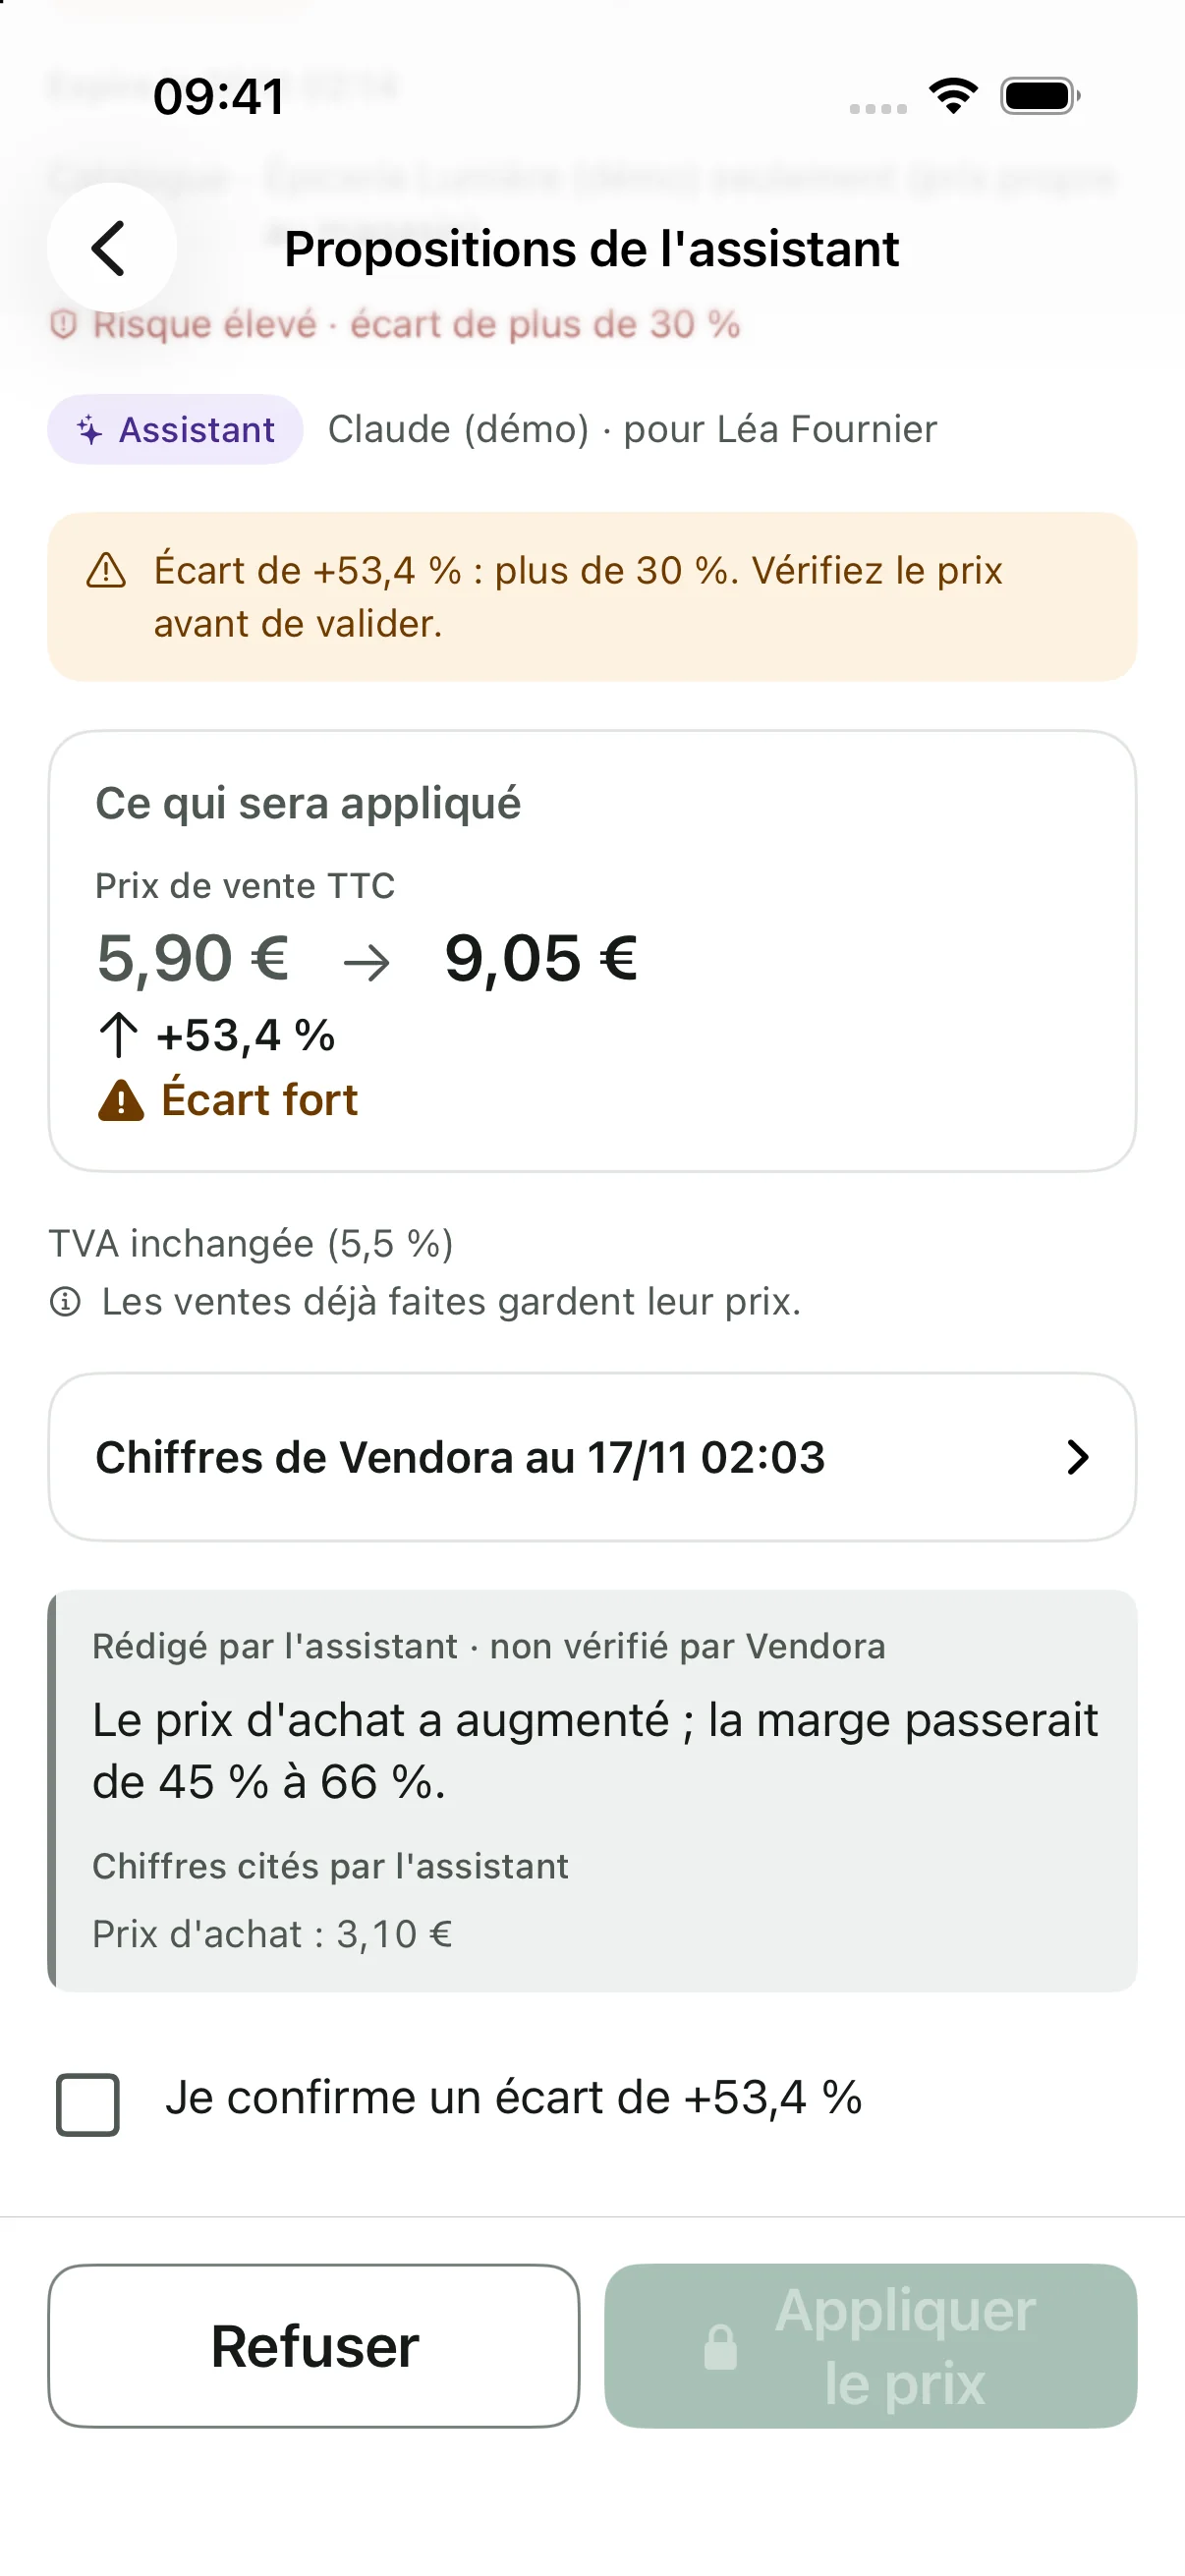 09:41
Propositions de l'assistant
Risque élevé · écart de plus de 30 %
Assistant
Claude (démo) · pour Léa Fournier
Écart de +53,4 % : plus de 30 %. Vérifiez le prix
avant de valider.
Ce qui sera appliqué
Prix de vente TTC
5,90 € → 9,05 €
↑ +53,4 %
Écart fort
TVA inchangée (5,5 %)
Les ventes déjà faites gardent leur prix.
Chiffres de Vendora au 17/11 02:03
Rédigé par l'assistant · non vérifié par Vendora
Le prix d'achat a augmenté ; la marge passerait
de 45 % à 66 %.
Chiffres cités par l'assistant
Prix d'achat : 3,10 €
Je confirme un écart de +53,4 %
Refuser
Appliquer
le prix